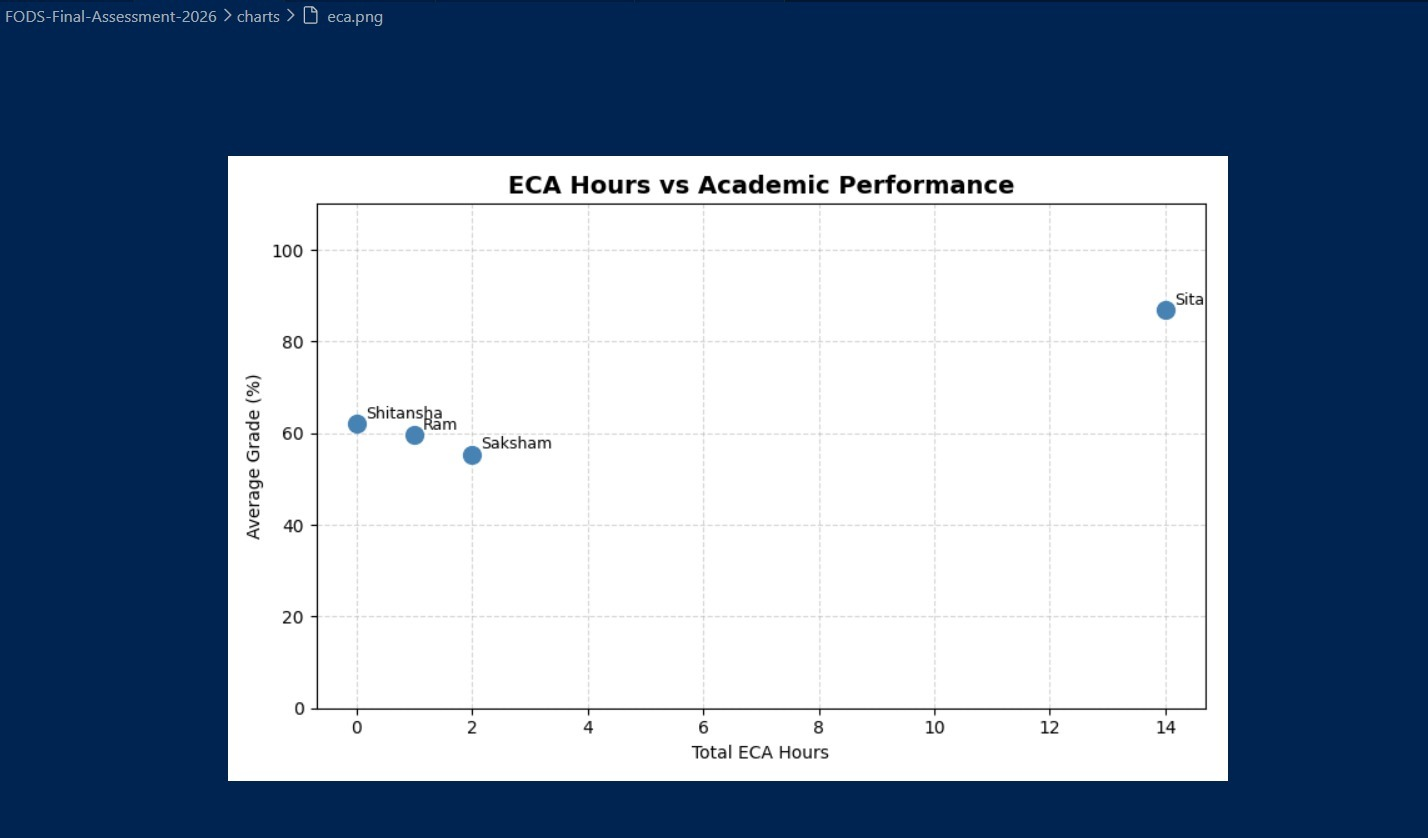 FODS-Final-Assessment-2026 > charts > eca.png
ECA Hours vs Academic Performance
100
80
60
40
20
0
Average Grade (%)
Sita
Shitansha
Ram
Saksham
0 2 4 6 8 10 12 14
Total ECA Hours